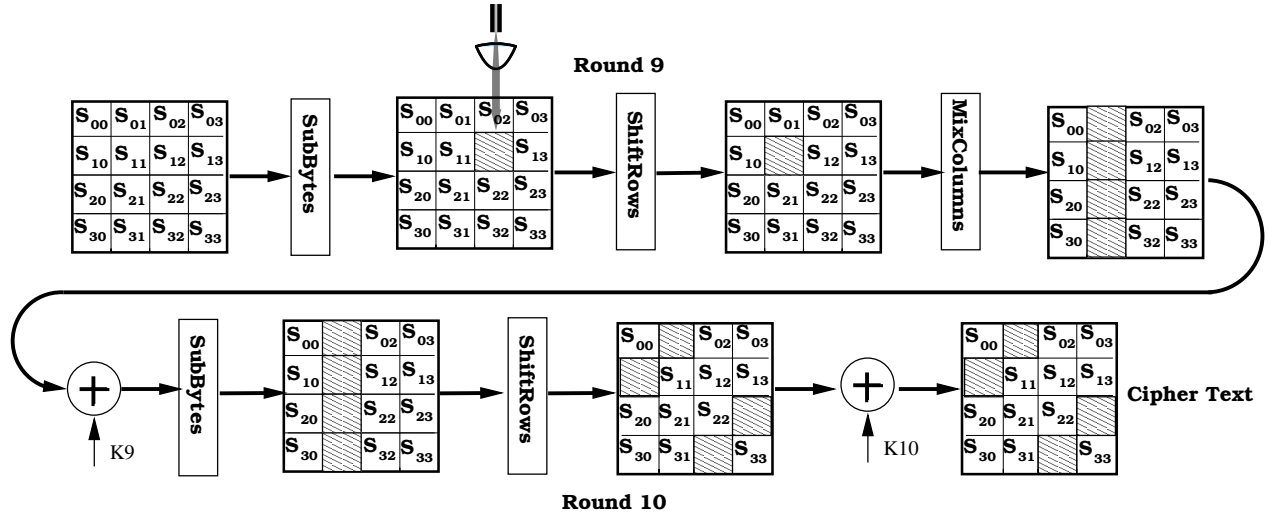 Round 9
S00 S01 S02 S03
S10 S11 S12 S13
S20 S21 S22 S23
S30 S31 S32 S33
SubBytes
S00 S01 S02 S03
S10 S11 S13
S20 S21 S22 S23
S30 S31 S32 S33
ShiftRows
S00 S01 S02 S03
S10 S12 S13
S20 S21 S22 S23
S30 S31 S32 S33
MixColumns
S00 S02 S03
S10 S12 S13
S20 S22 S23
S30 S32 S33
+
K9
SubBytes
S00 S02 S03
S10 S12 S13
S20 S22 S23
S30 S32 S33
ShiftRows
S00 S02 S03
S11 S12 S13
S20 S21 S22
S30 S31 S33
+
K10
S00 S02 S03
S11 S12 S13
S20 S21 S22
S30 S31 S33
Cipher Text
Round 10